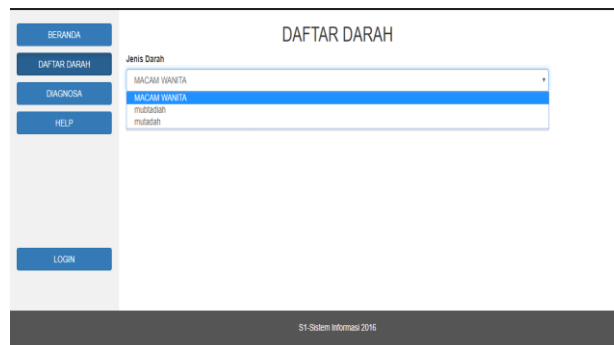 BERANDA
DAFTAR DARAH
DIAGNOSA
HELP
LOGIN
DAFTAR DARAH
Jenis Darah
MACAM WANITA
MACAM WANITA
mubtadiah
mutadah
S1-Sistem Informasi 2016